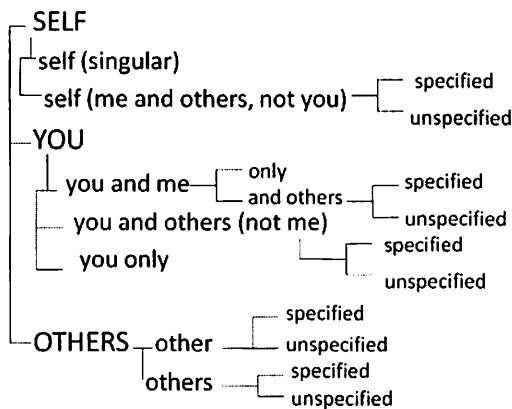 SELF
self (singular)
self (me and others, not you)
specified
unspecified
YOU
you and me
only
and others
specified
unspecified
you and others (not me)
specified
unspecified
you only
OTHERS
other
specified
unspecified
others
specified
unspecified